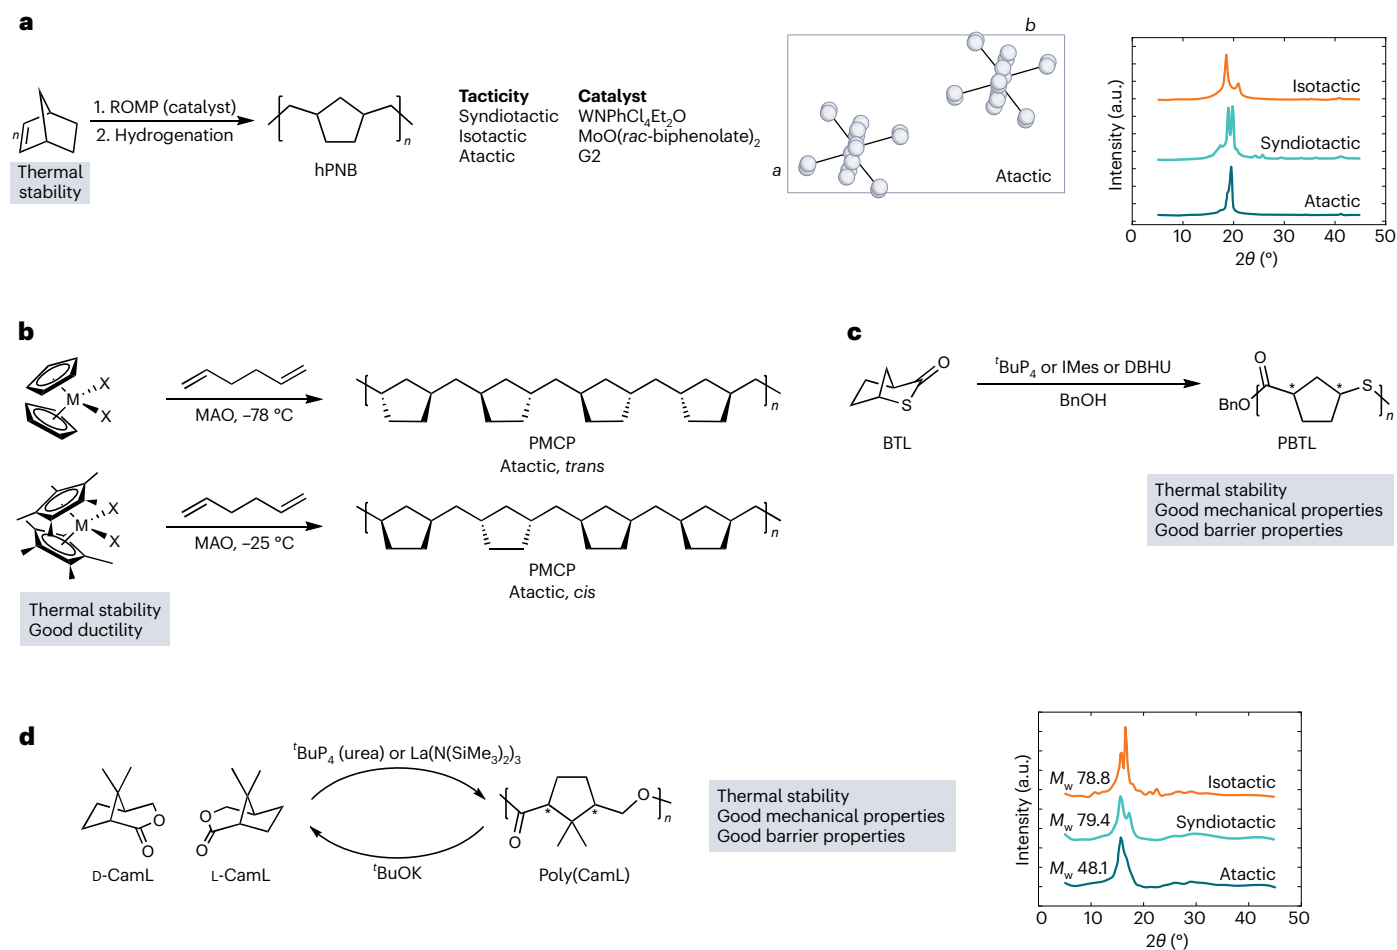 a
n
Thermal
stability
1. ROMP (catalyst)
2. Hydrogenation
n
hPNB
Tacticity Catalyst
Syndiotactic WNPhCl4Et2O
Isotactic MoO(rac-biphenolate)2
Atactic G2
b
a
Atactic
Intensity (a.u.)
Isotactic
Syndiotactic
Atactic
0 10 20 30 40 50
2θ (°)
b
M
X
X
MAO, –78 °C
n
PMCP
Atactic, trans
M
X
X
MAO, –25 °C
n
PMCP
Atactic, cis
Thermal stability
Good ductility
c
O
S
BTL
tBuP4 or IMes or DBHU
BnOH
O
BnO
*
*
S
n
PBTL
Thermal stability
Good mechanical properties
Good barrier properties
d
O
O
D-CamL
O
O
L-CamL
tBuP4 (urea) or La(N(SiMe3)2)3
tBuOK
O
*
*
O
n
Poly(CamL)
Thermal stability
Good mechanical properties
Good barrier properties
Intensity (a.u.)
Mw 78.8
Isotactic
Mw 79.4
Syndiotactic
Mw 48.1
Atactic
0 10 20 30 40 50
2θ (°)